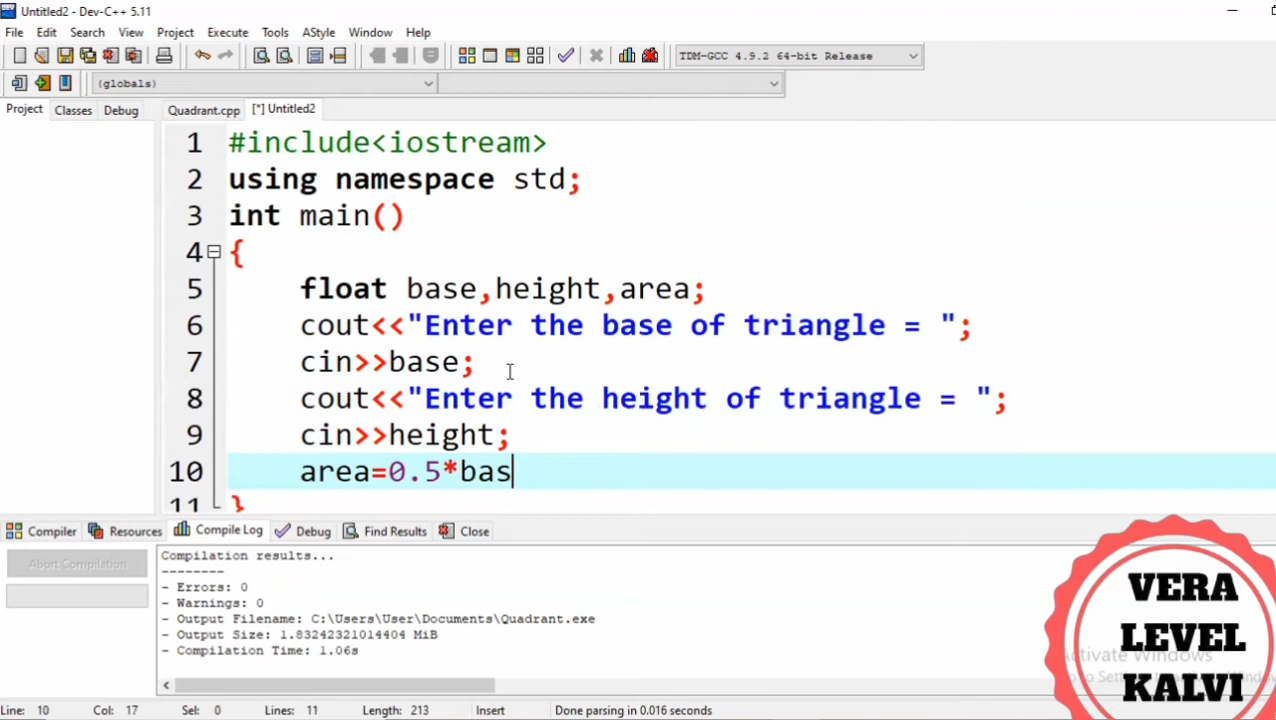 Untitled2 - Dev-C++ 5.11
File Edit Search View Project Execute Tools AStyle Window Help
TDM-GCC 4.9.2 64-bit Release
(globals)
Project Classes Debug Quadrant.cpp [*] Untitled2
1 #include<iostream>
2 using namespace std;
3 int main()
4 {
5 float base,height,area;
6 cout<<"Enter the base of triangle = ";
7 cin>>base;
8 cout<<"Enter the height of triangle = ";
9 cin>>height;
10 area=0.5*bas
11 }
Compiler Resources Compile Log Debug Find Results Close
Abort Compilation
Compilation results...
--------
- Errors: 0
- Warnings: 0
- Output Filename: C:\Users\User\Documents\Quadrant.exe
- Output Size: 1.83242321014404 MiB
- Compilation Time: 1.06s
VERA
LEVEL
KALVI
Activate Windows
Line: 10 Col: 17 Sel: 0 Lines: 11 Length: 213 Insert Done parsing in 0.016 seconds